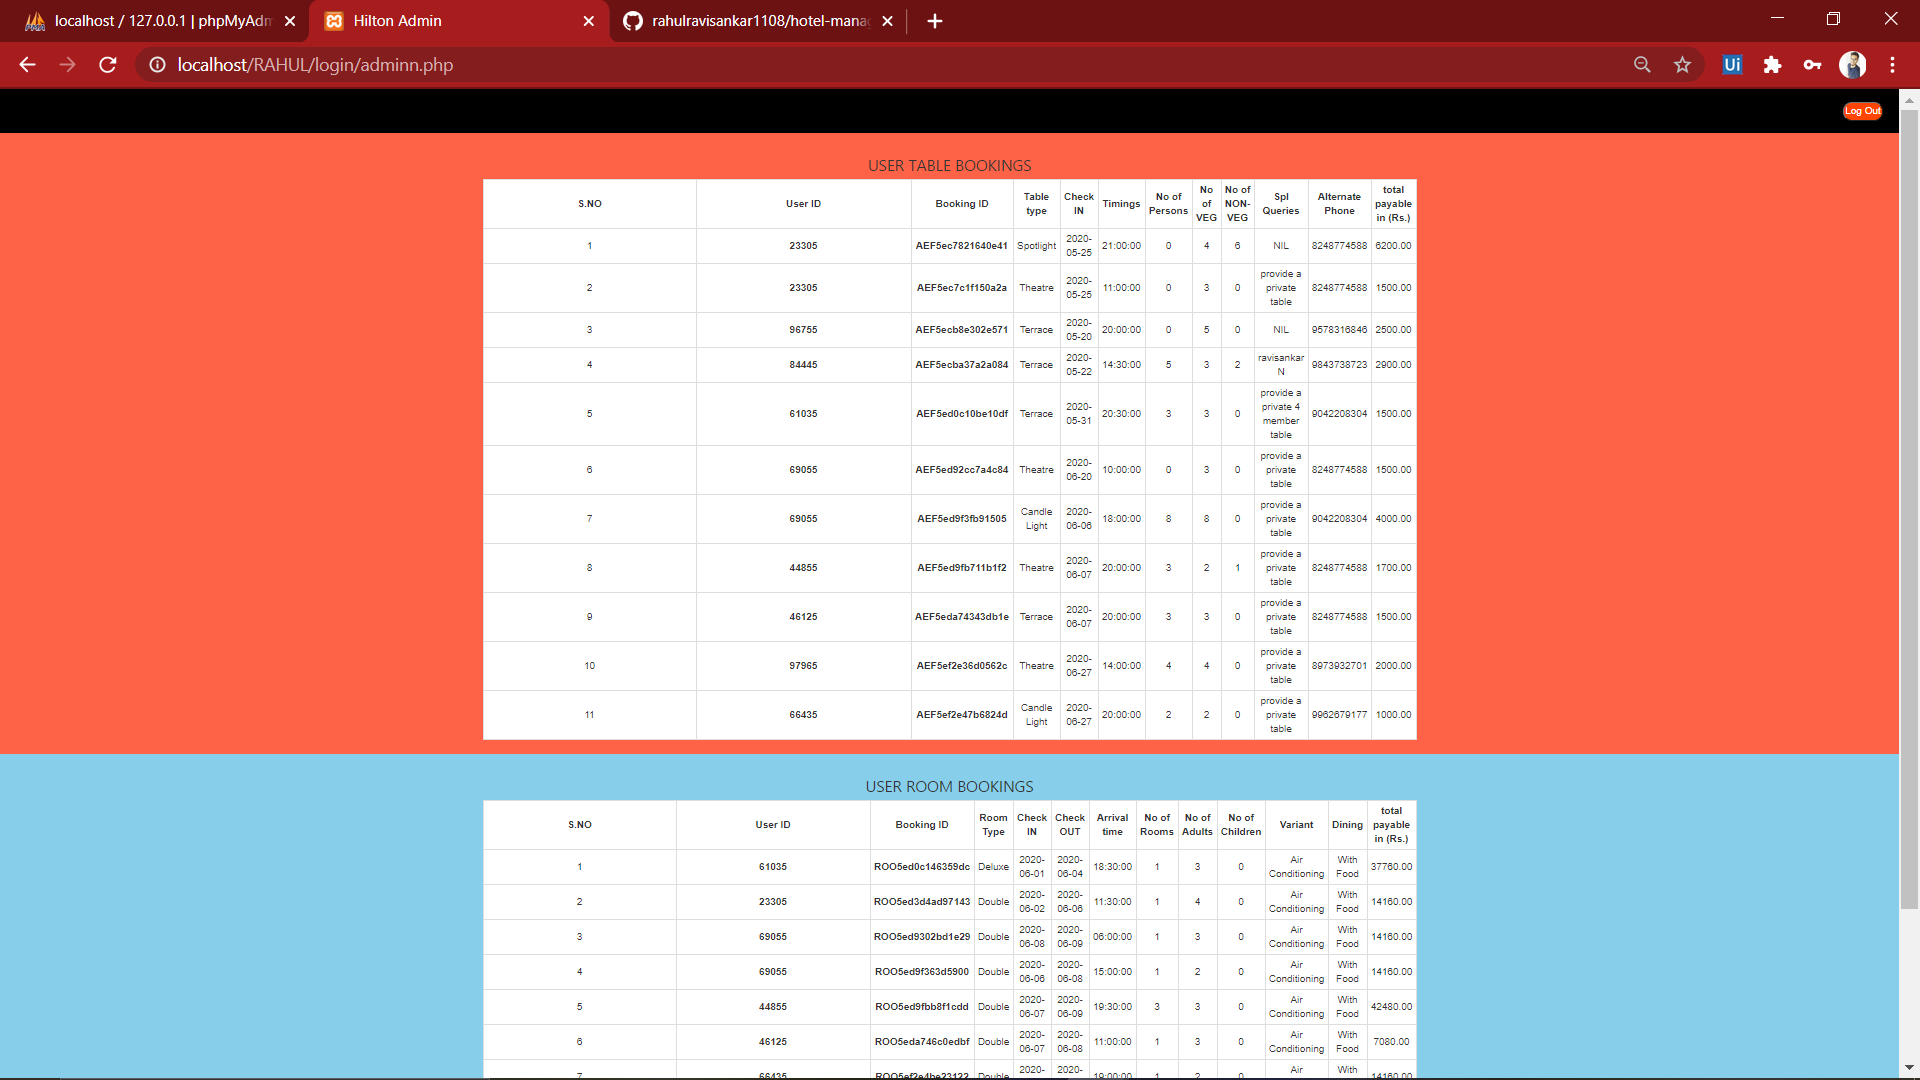 localhost / 127.0.0.1 | phpMyAdm
Hilton Admin
rahulravisankar1108/hotel-mana
localhost/RAHUL/login/adminn.php
Ui
Log Out
USER TABLE BOOKINGS
S.NO User ID Booking ID Table type Check IN Timings No of Persons No of VEG No of NON-VEG Spl Queries Alternate Phone total payable in (Rs.)
1 23305 AEF5ec7821640e41 Spotlight 2020-05-25 21:00:00 0 4 6 NIL 8248774588 6200.00
2 23305 AEF5ec7c1f150a2a Theatre 2020-05-25 11:00:00 0 3 0 provide a private table 8248774588 1500.00
3 96755 AEF5ecb8e302e571 Terrace 2020-05-20 20:00:00 0 5 0 NIL 9578316846 2500.00
4 84445 AEF5ecba37a2a084 Terrace 2020-05-22 14:30:00 5 3 2 ravisankar N 9843738723 2900.00
5 61035 AEF5ed0c10be10df Terrace 2020-05-31 20:30:00 3 3 0 provide a private 4 member table 9042208304 1500.00
6 69055 AEF5ed92cc7a4c84 Theatre 2020-06-20 10:00:00 0 3 0 provide a private table 8248774588 1500.00
7 69055 AEF5ed9f3fb91505 Candle Light 2020-06-06 18:00:00 8 8 0 provide a private table 9042208304 4000.00
8 44855 AEF5ed9fb711b1f2 Theatre 2020-06-07 20:00:00 3 2 1 provide a private table 8248774588 1700.00
9 46125 AEF5eda74343db1e Terrace 2020-06-07 20:00:00 3 3 0 provide a private table 8248774588 1500.00
10 97965 AEF5ef2e36d0562c Theatre 2020-06-27 14:00:00 4 4 0 provide a private table 8973932701 2000.00
11 66435 AEF5ef2e47b6824d Candle Light 2020-06-27 20:00:00 2 2 0 provide a private table 9962679177 1000.00
USER ROOM BOOKINGS
S.NO User ID Booking ID Room Type Check IN Check OUT Arrival time No of Rooms No of Adults No of Children Variant Dining total payable in (Rs.)
1 61035 ROO5ed0c146359dc Deluxe 2020-06-01 2020-06-04 18:30:00 1 3 0 Air Conditioning With Food 37760.00
2 23305 ROO5ed3d4ad97143 Double 2020-06-02 2020-06-06 11:30:00 1 4 0 Air Conditioning With Food 14160.00
3 69055 ROO5ed9302bd1e29 Double 2020-06-08 2020-06-09 06:00:00 1 3 0 Air Conditioning With Food 14160.00
4 69055 ROO5ed9f363d5900 Double 2020-06-06 2020-06-08 15:00:00 1 2 0 Air Conditioning With Food 14160.00
5 44855 ROO5ed9fbb8f1cdd Double 2020-06-07 2020-06-09 19:30:00 3 3 0 Air Conditioning With Food 42480.00
6 46125 ROO5eda746c0edbf Double 2020-06-07 2020-06-08 11:00:00 1 3 0 Air Conditioning With Food 7080.00
7 66435 ROO5ef2e4be23122 Double 2020- 2020- 19:00:00 1 2 0 Air With 14160.00